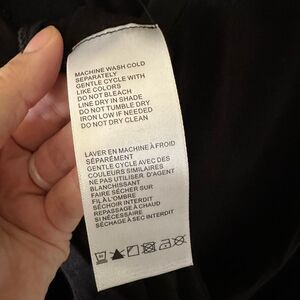 MACHINE WASH COLD
SEPARATELY
GENTLE CYCLE WITH
LIKE COLORS
DO NOT BLEACH
LINE DRY IN SHADE
DO NOT TUMBLE DRY
IRON LOW IF NEEDED
DO NOT DRY CLEAN
LAVER EN MACHINE À FROID
SÉPARÉMENT
GENTLE CYCLE AVEC DES
COULEURS SIMILAIRES
NE PAS UTILISER D'AGENT
BLANCHISSANT
FAIRE SÉCHER SUR
FIL À L'OMBRE
SÉCHOIR INTERDIT
REPASSAGE À CHAUD
SI NÉCESSAIRE
SÉCHAGE À SEC INTERDIT